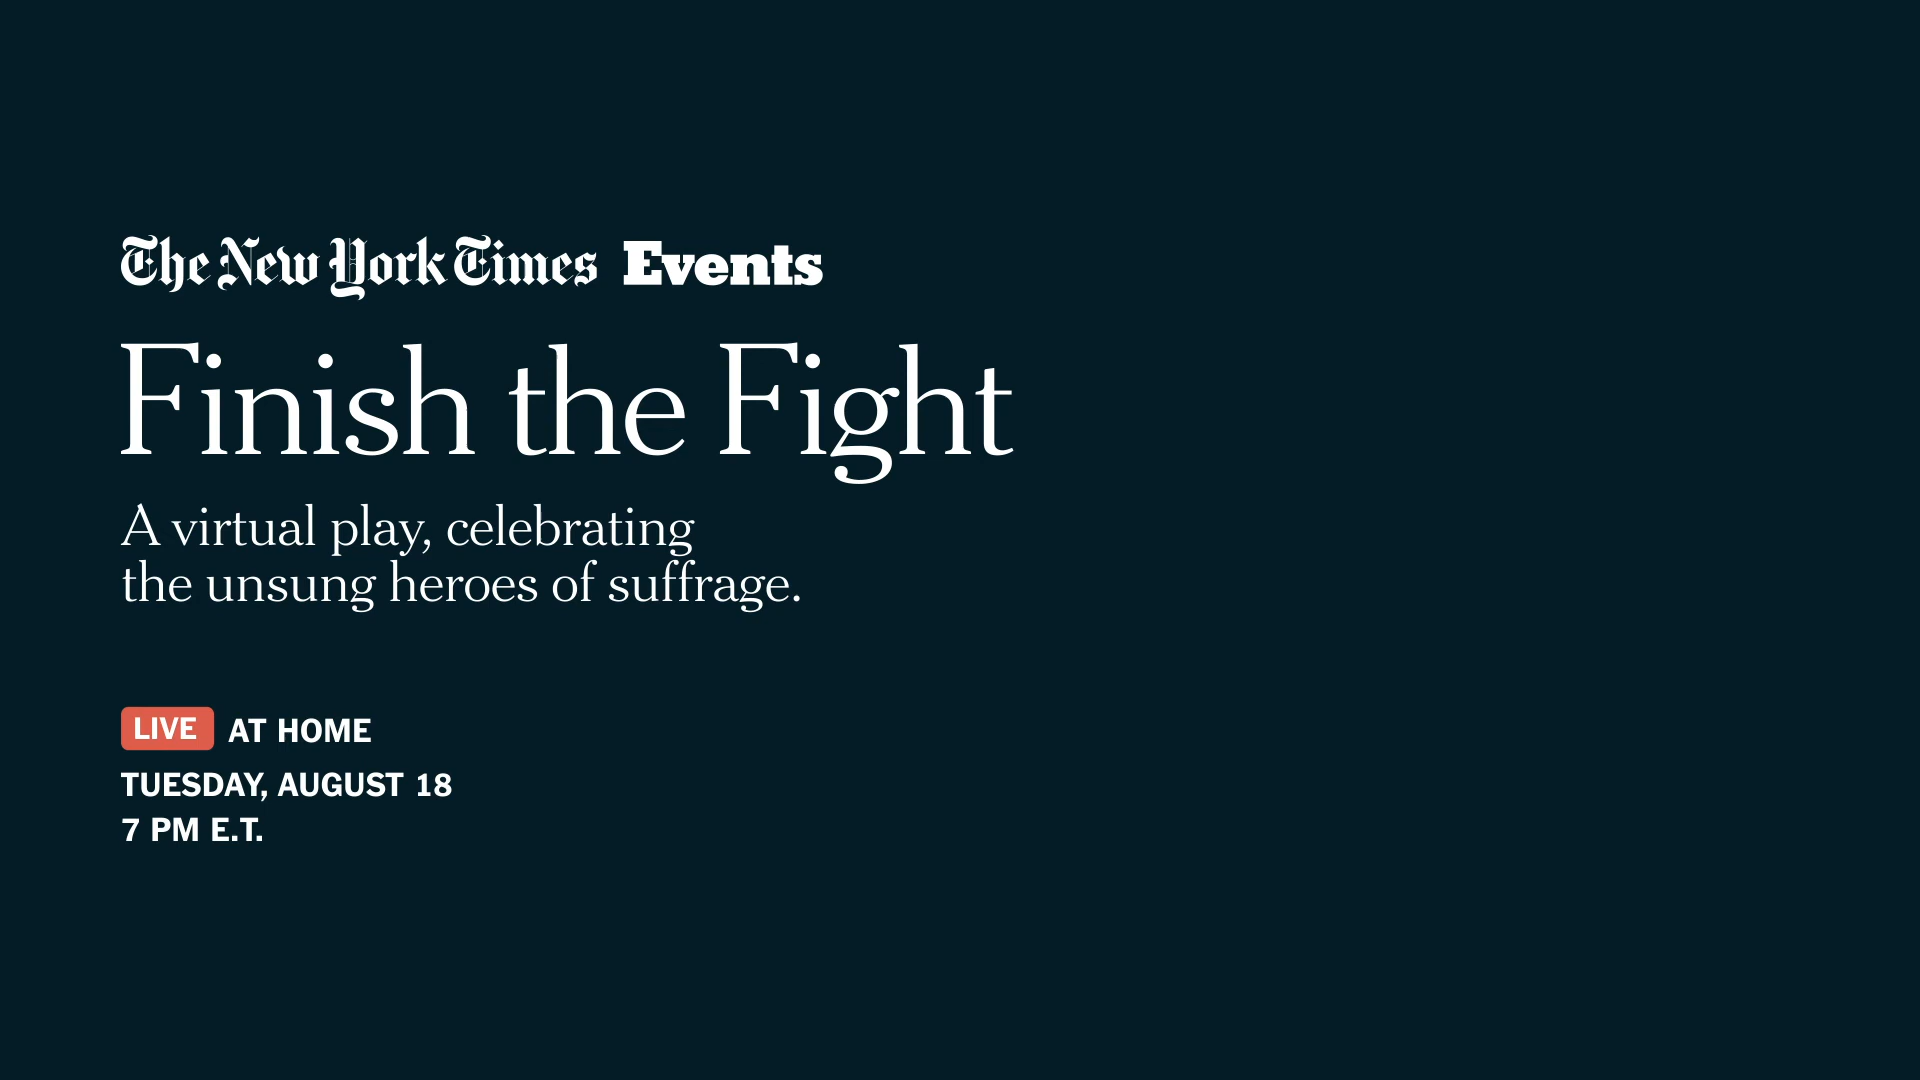 The New York Times Events
Finish the Fight
A virtual play, celebrating
the unsung heroes of suffrage.
LIVE AT HOME
TUESDAY, AUGUST 18
7 PM E.T.